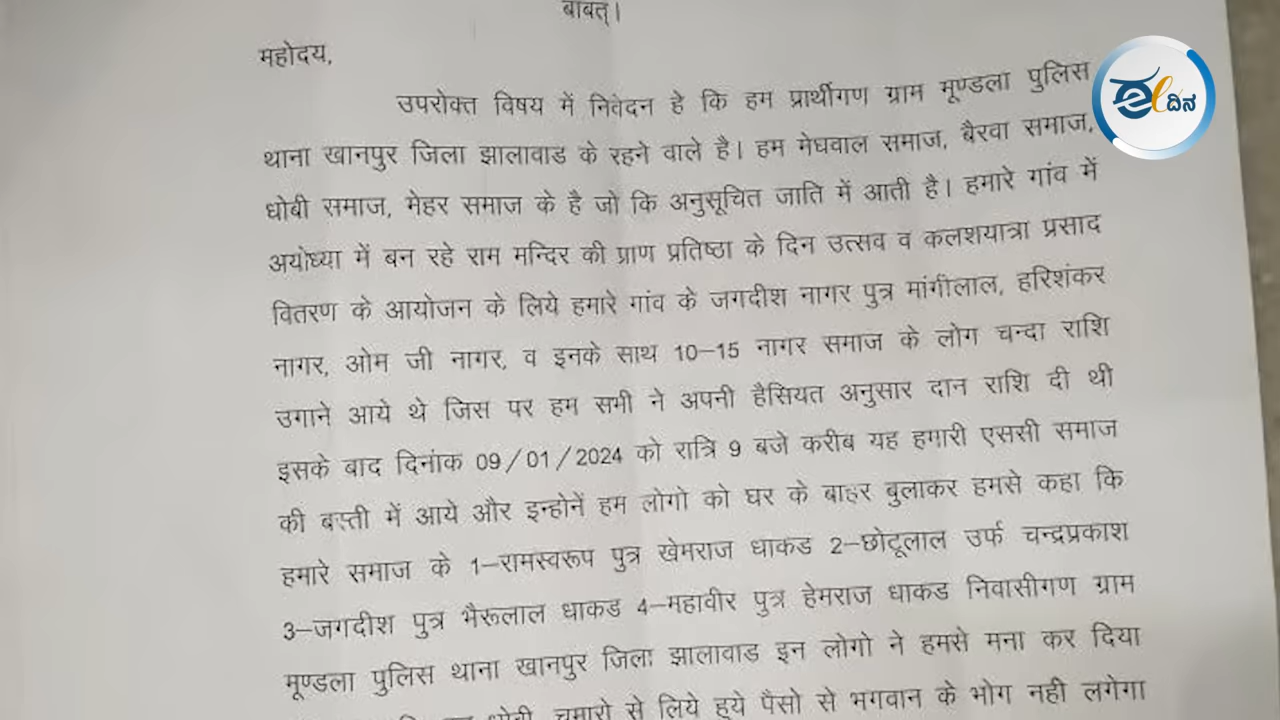 बाबत्।
महोदय,
उपरोक्त विषय में निवेदन है कि हम प्रार्थीगण ग्राम मूण्डला पुलिस
थाना खानपुर जिला झालावाड के रहने वाले है। हम मेघवाल समाज, बैरवा समाज,
धोबी समाज, मेहर समाज के है जो कि अनुसूचित जाति में आती है। हमारे गांव में
अयोध्या में बन रहे राम मन्दिर की प्राण प्रतिष्ठा के दिन उत्सव व कलशयात्रा प्रसाद
वितरण के आयोजन के लिये हमारे गांव के जगदीश नागर पुत्र मांगीलाल, हरिशंकर
नागर, ओम जी नागर, व इनके साथ 10–15 नागर समाज के लोग चन्दा राशि
उगाने आये थे जिस पर हम सभी ने अपनी हैसियत अनुसार दान राशि दी थी
इसके बाद दिनांक 09/01/2024 को रात्रि 9 बजे करीब यह हमारी एससी समाज
की बस्ती में आये और इन्होनें हम लोगो को घर के बाहर बुलाकर हमसे कहा कि
हमारे समाज के 1–रामस्वरूप पुत्र खेमराज धाकड 2–छोटूलाल उर्फ चन्द्रप्रकाश
3–जगदीश पुत्र भैरूलाल धाकड 4–महावीर पुत्र हेमराज धाकड निवासीगण ग्राम
मूण्डला पुलिस थाना खानपुर जिला झालावाड इन लोगो ने हमसे मना कर दिया
धोबी, चमारो से लिये हुये पैसो से भगवान के भोग नही लगेगा
ದಿನ